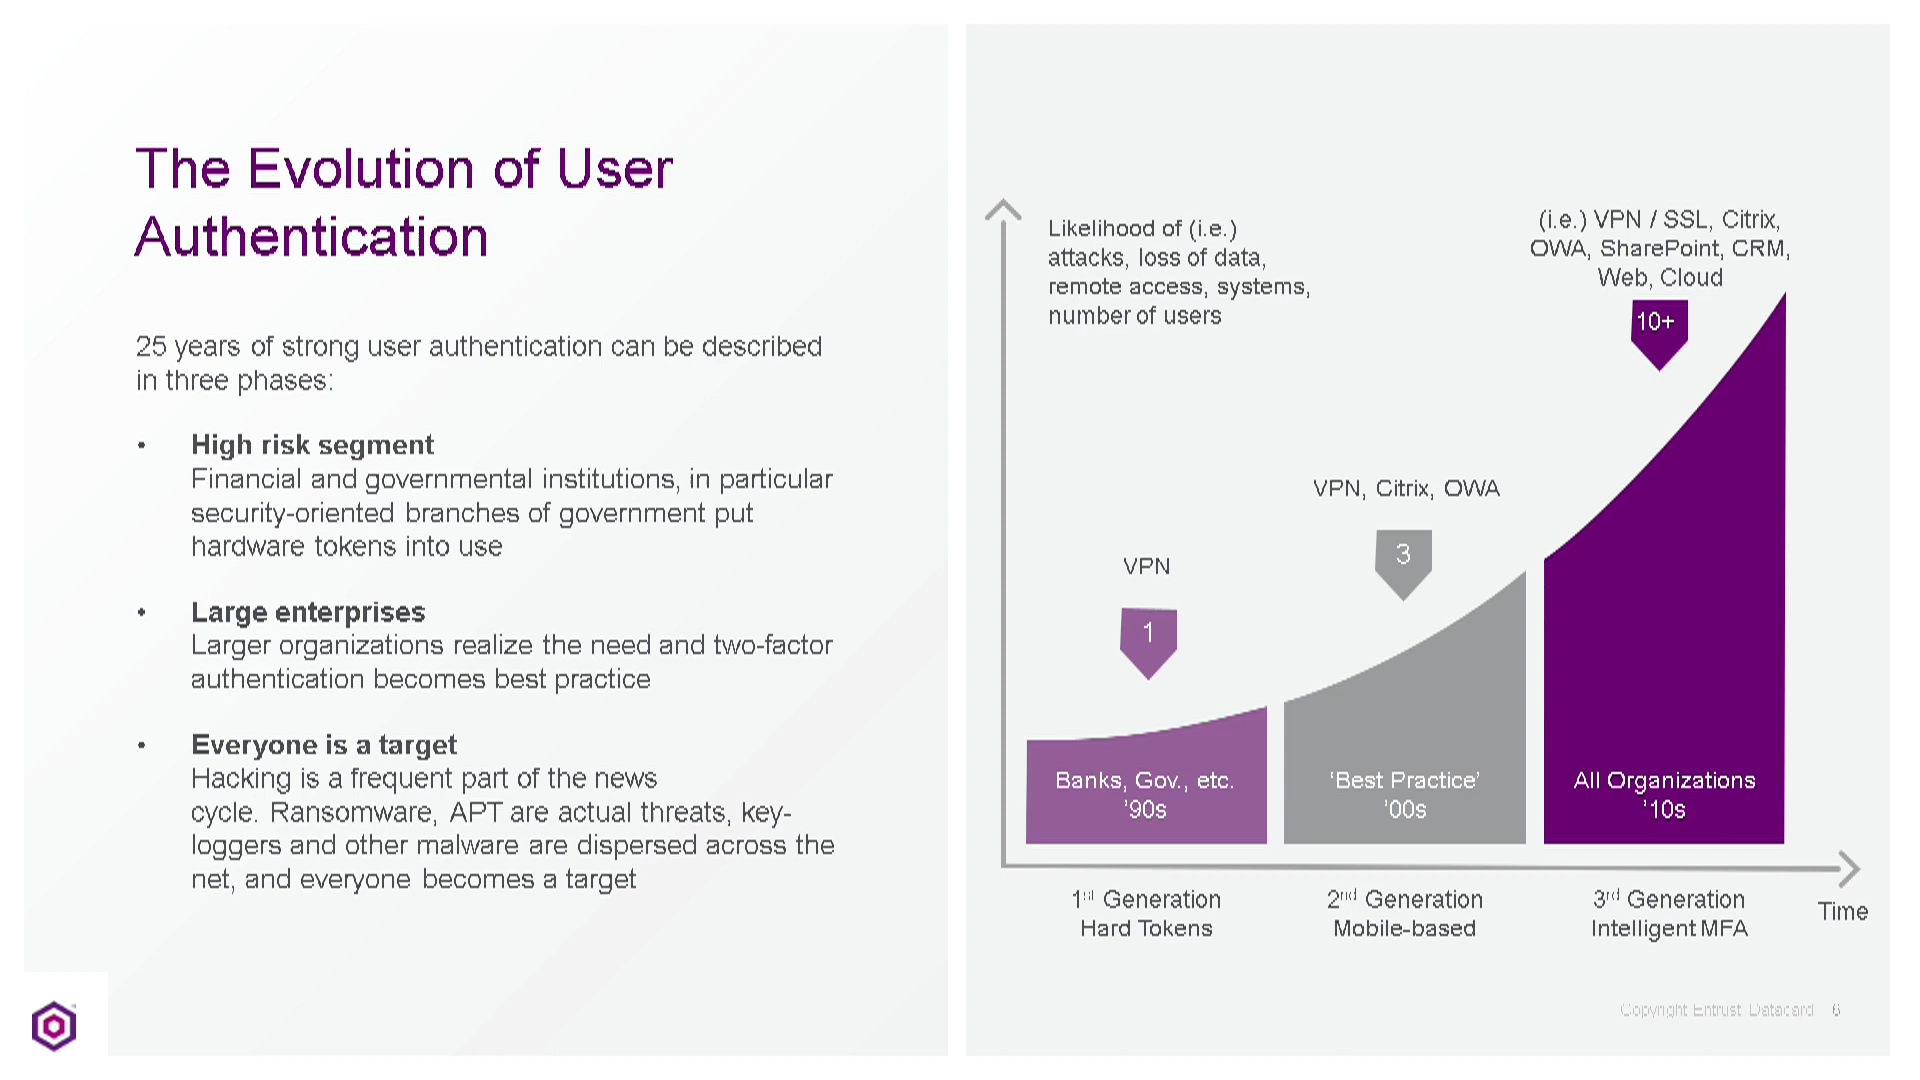 The Evolution of User
Authentication
25 years of strong user authentication can be described
in three phases:
• High risk segment
Financial and governmental institutions, in particular
security-oriented branches of government put
hardware tokens into use
• Large enterprises
Larger organizations realize the need and two-factor
authentication becomes best practice
• Everyone is a target
Hacking is a frequent part of the news
cycle. Ransomware, APT are actual threats, key-
loggers and other malware are dispersed across the
net, and everyone becomes a target
Likelihood of (i.e.)
attacks, loss of data,
remote access, systems,
number of users
(i.e.) VPN / SSL, Citrix,
OWA, SharePoint, CRM,
Web, Cloud
10+
VPN, Citrix, OWA
3
VPN
1
Banks, Gov., etc.
’90s
‘Best Practice’
’00s
All Organizations
’10s
1st Generation
Hard Tokens
2nd Generation
Mobile-based
3rd Generation
Intelligent MFA
Time
Copyright Entrust Datacard 6